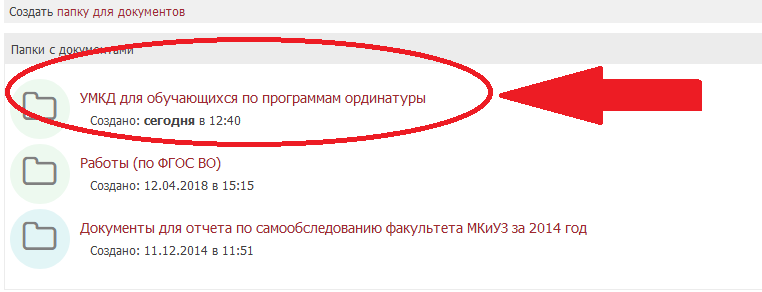 Создать папку для документов
Папки с документами
УМКД для обучающихся по программам ординатуры
Создано: сегодня в 12:40
Работы (по ФГОС ВО)
Создано: 12.04.2018 в 15:15
Документы для отчета по самообследованию факультета МКиУЗ за 2014 год
Создано: 11.12.2014 в 11:51